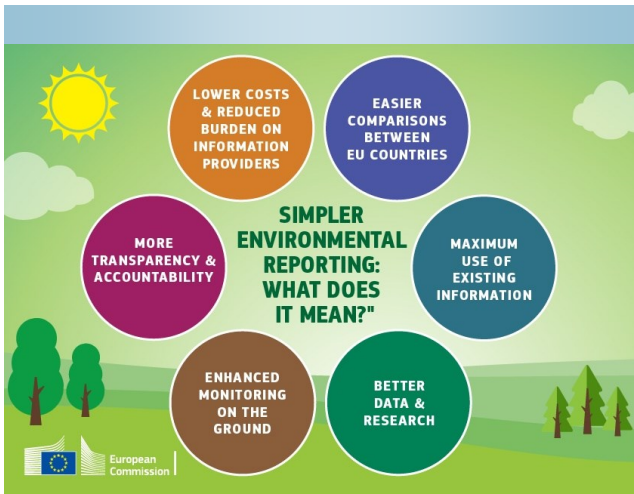 LOWER COSTS
& REDUCED
BURDEN ON
INFORMATION
PROVIDERS
EASIER
COMPARISONS
BETWEEN
EU COUNTRIES
MORE
TRANSPARENCY &
ACCOUNTABILITY
SIMPLER
ENVIRONMENTAL
REPORTING:
WHAT DOES
IT MEAN?"
MAXIMUM
USE OF
EXISTING
INFORMATION
ENHANCED
MONITORING
ON THE
GROUND
BETTER
DATA &
RESEARCH
European
Commission